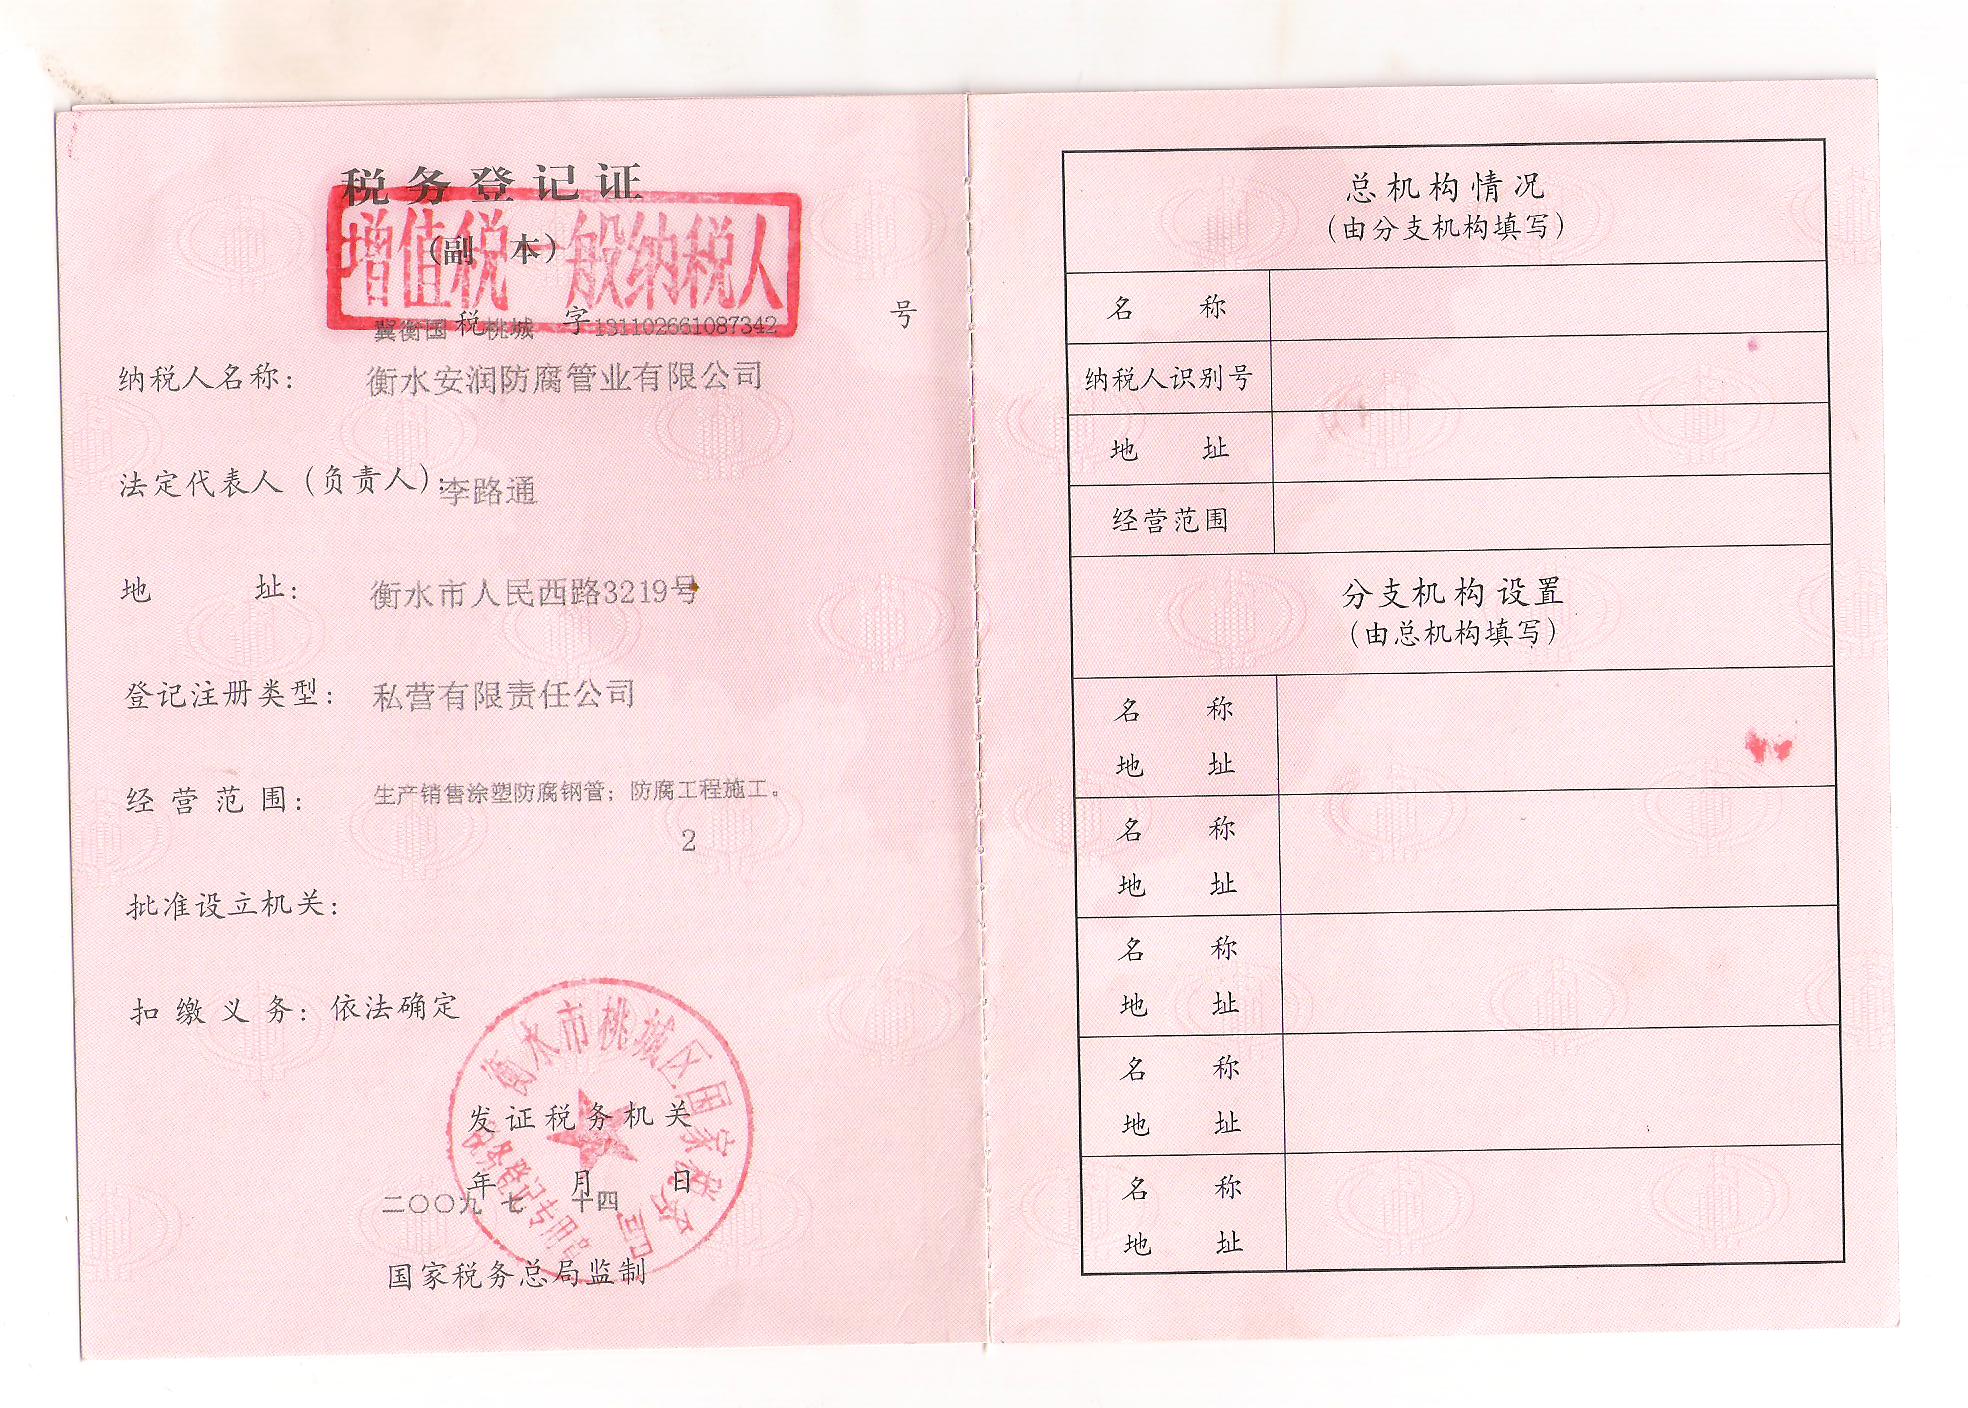 税务登记证
(副 本)
增值税一般纳税人
冀衡国税桃城 字131102661087342 号
纳税人名称: 衡水安润防腐管业有限公司
法定代表人(负责人): 李路通
地 址: 衡水市人民西路3219号
登记注册类型: 私营有限责任公司
经营范围: 生产销售涂塑防腐钢管;防腐工程施工。
2
批准设立机关:
扣缴义务:依法确定
衡水市桃城区国家税务局
税务登记专用章
发证税务机关
二〇〇九年七月十四日
国家税务总局监制
总机构情况
(由分支机构填写)
名 称
纳税人识别号
地 址
经营范围
分支机构设置
(由总机构填写)
名 称
地 址
名 称
地 址
名 称
地 址
名 称
地 址
名 称
地 址